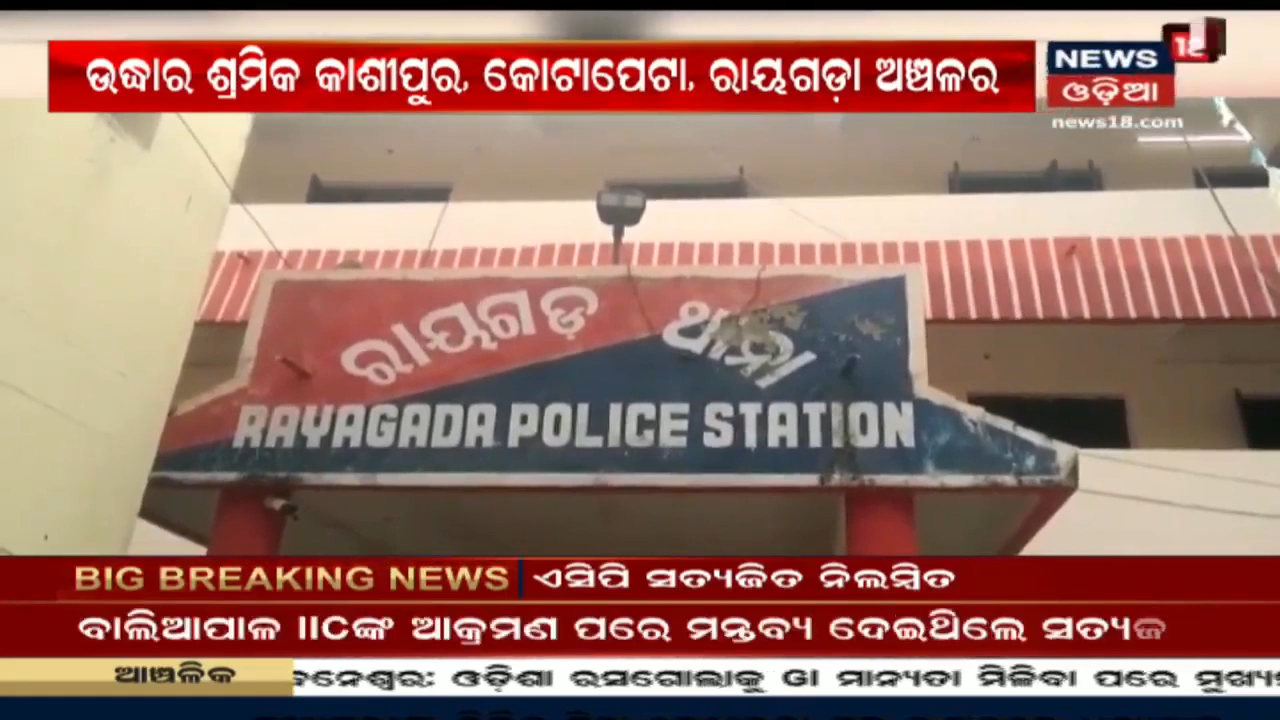 ଉଦ୍ଧାର ଶ୍ରମିକ କାଶୀପୁର, କୋଟାପେଟା, ରାୟଗଡ଼ା ଅଞ୍ଚଳର
NEWS 18
ଓଡ଼ିଆ
news18.com
ରାୟଗଡ଼ ଥାନା
RAYAGADA POLICE STATION
BIG BREAKING NEWS ଏସିପି ସତ୍ୟଜିତ ନିଲମ୍ବିତ
ବାଲିଆପାଳ IICଙ୍କ ଆକ୍ରମଣ ପରେ ମନ୍ତବ୍ୟ ଦେଇଥିଲେ ସତ୍ୟଜ
ଆଞ୍ଚଳିକ ଓଡ଼ିଶା ରସଗୋଲାକୁ GI ମାନ୍ୟତା ମିଳିବା ପରେ